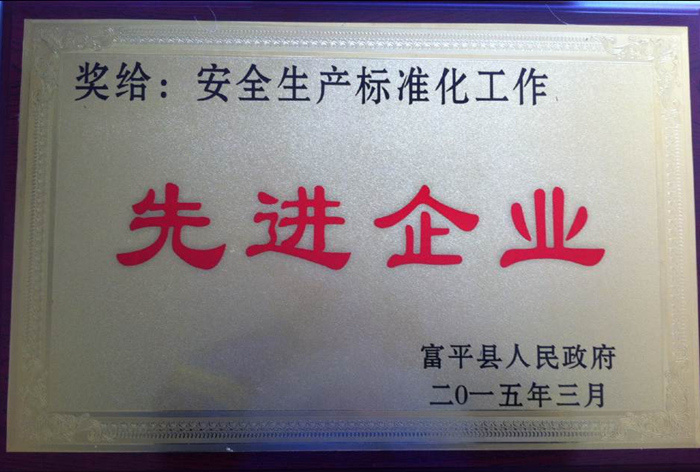 奖给：安全生产标准化工作
先进企业
富平县人民政府
二0一五年三月